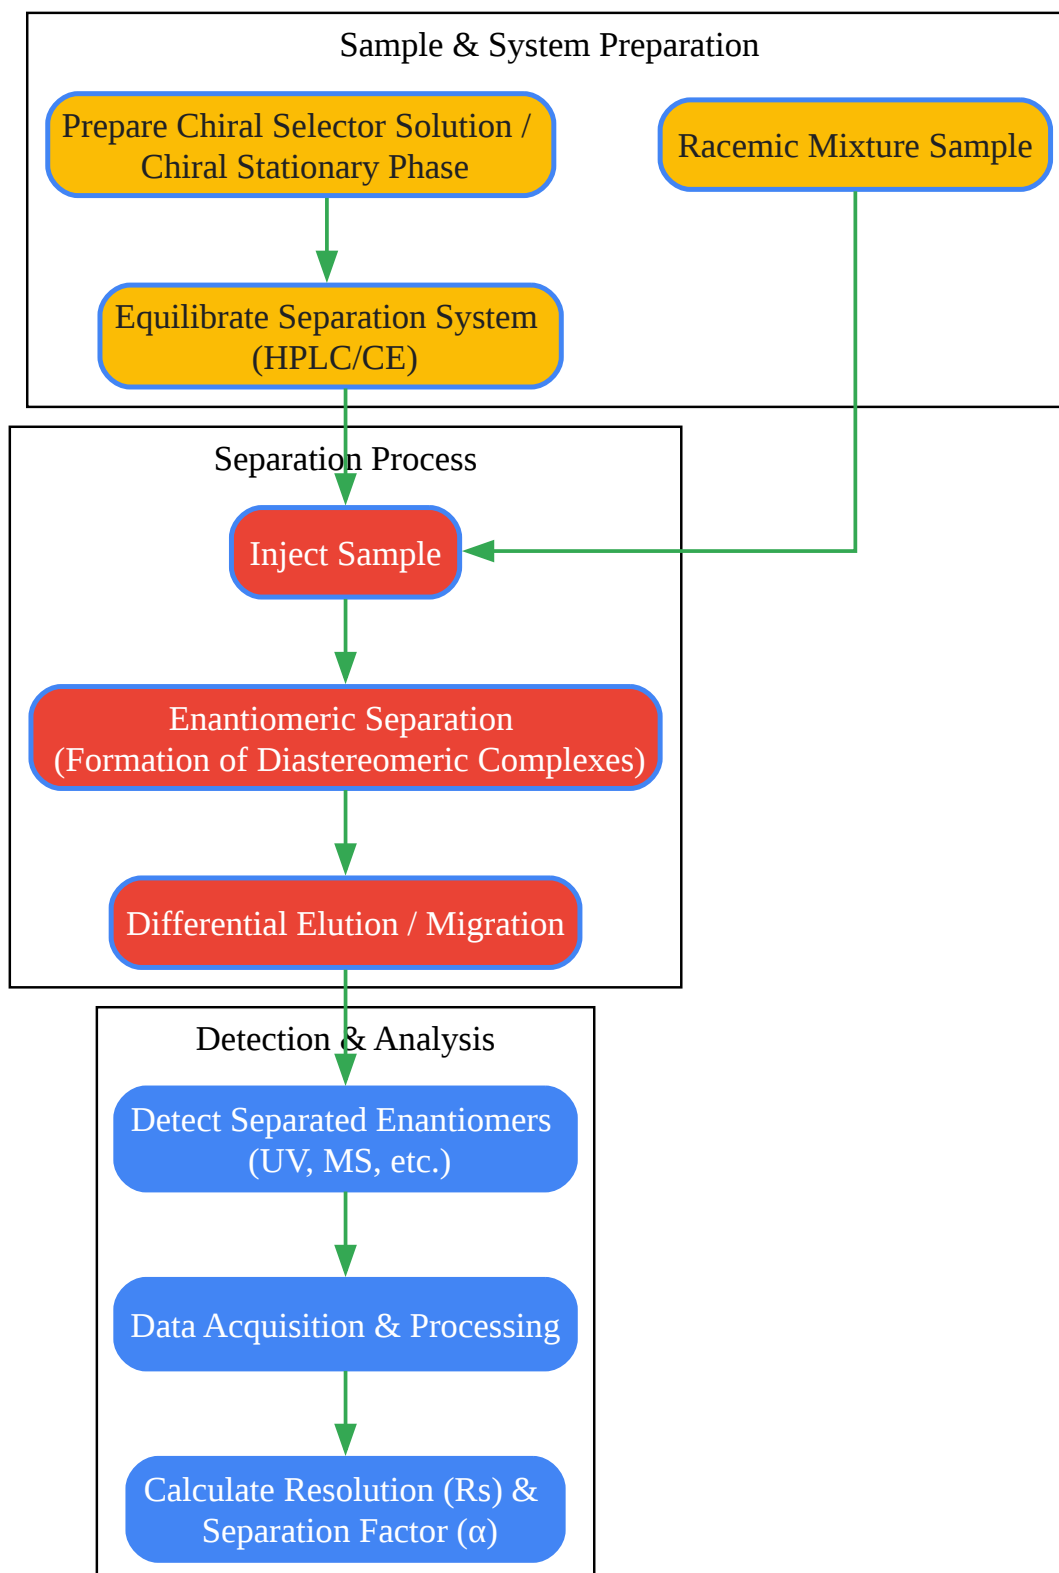 Sample & System Preparation
Prepare Chiral Selector Solution /
Chiral Stationary Phase
Racemic Mixture Sample
Equilibrate Separation System
(HPLC/CE)
Separation Process
Inject Sample
Enantiomeric Separation
(Formation of Diastereomeric Complexes)
Differential Elution / Migration
Detection & Analysis
Detect Separated Enantiomers
(UV, MS, etc.)
Data Acquisition & Processing
Calculate Resolution (Rs) &
Separation Factor (α)